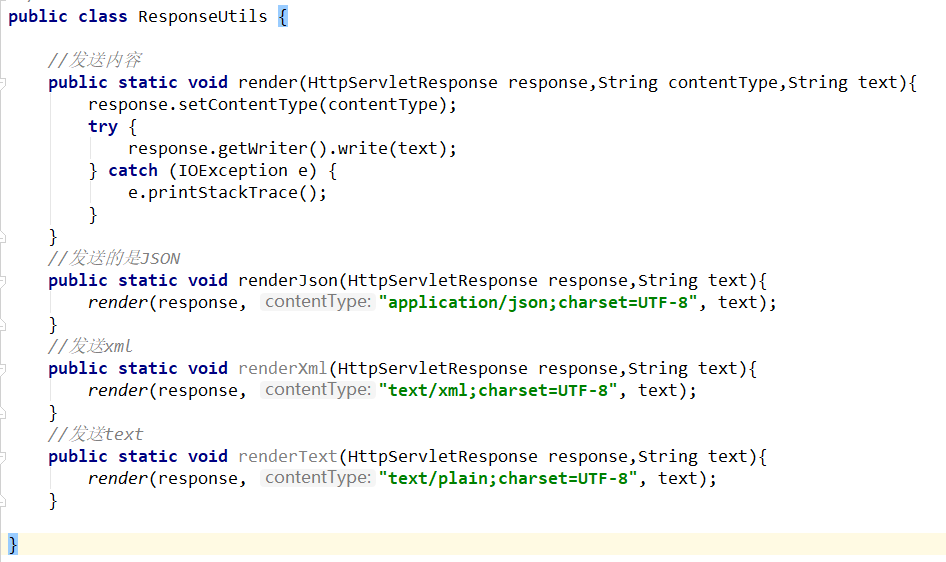 public class ResponseUtils {
//发送内容
public static void render(HttpServletResponse response,String contentType,String text){
response.setContentType(contentType);
try {
response.getWriter().write(text);
} catch (IOException e) {
e.printStackTrace();
}
}
//发送的是JSON
public static void renderJson(HttpServletResponse response,String text){
render(response, contentType: "application/json;charset=UTF-8", text);
}
//发送xml
public static void renderXml(HttpServletResponse response,String text){
render(response, contentType: "text/xml;charset=UTF-8", text);
}
//发送text
public static void renderText(HttpServletResponse response,String text){
render(response, contentType: "text/plain;charset=UTF-8", text);
}
}